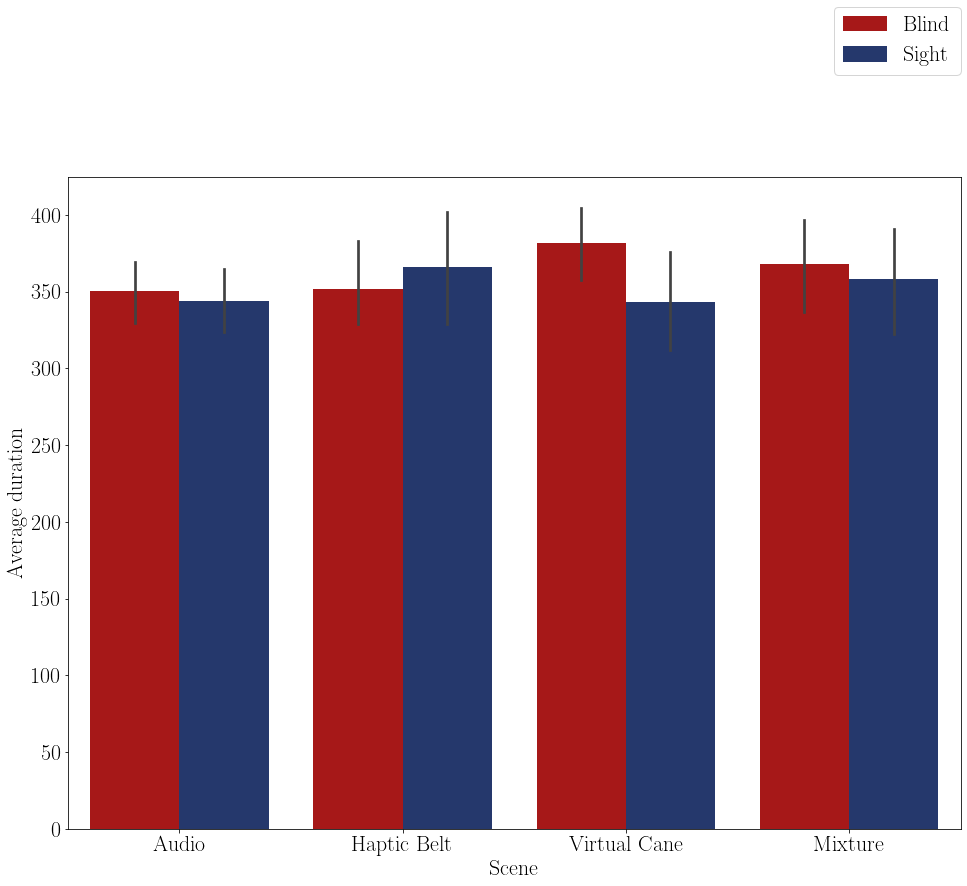 Blind
Sight
400
350
300
250
200
150
100
50
0
Average duration
Audio
Haptic Belt
Virtual Cane
Mixture
Scene